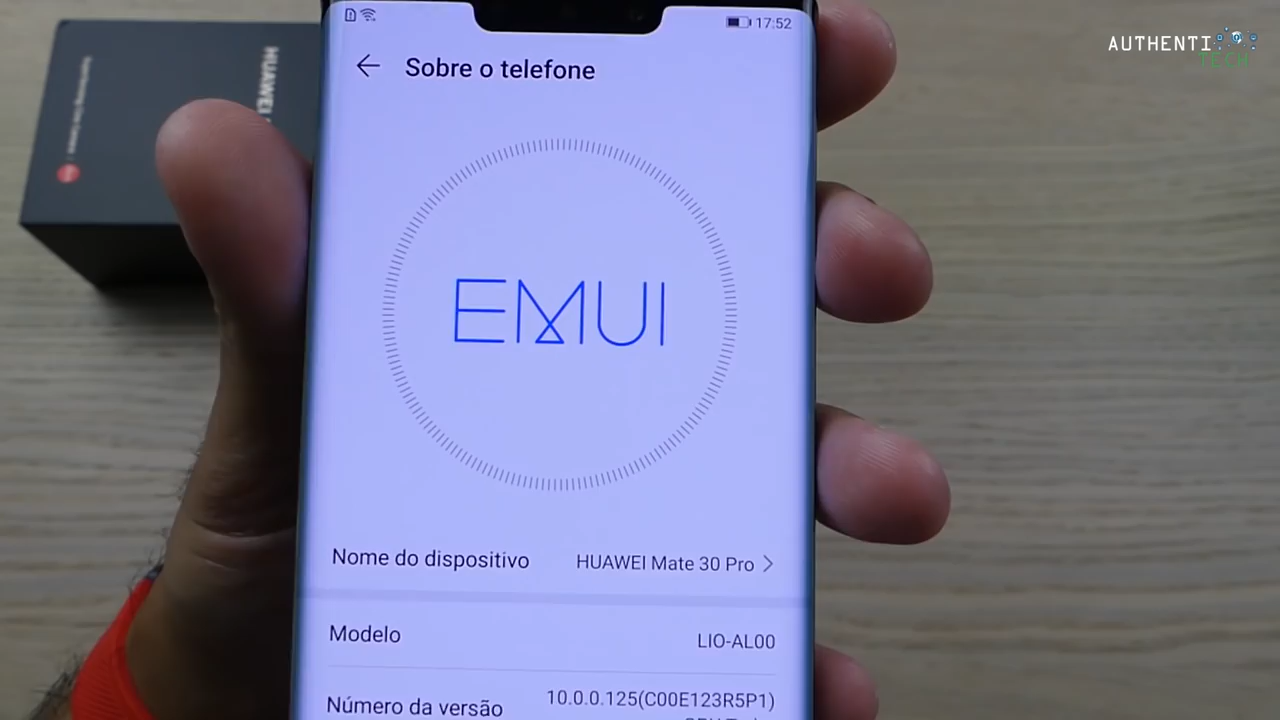 17:52
AUTHENTI
TECH
Sobre o telefone
HUAWEI
EMUI
Nome do dispositivo HUAWEI Mate 30 Pro
Modelo LIO-AL00
Número da versão 10.0.0.125(C00E123R5P1)